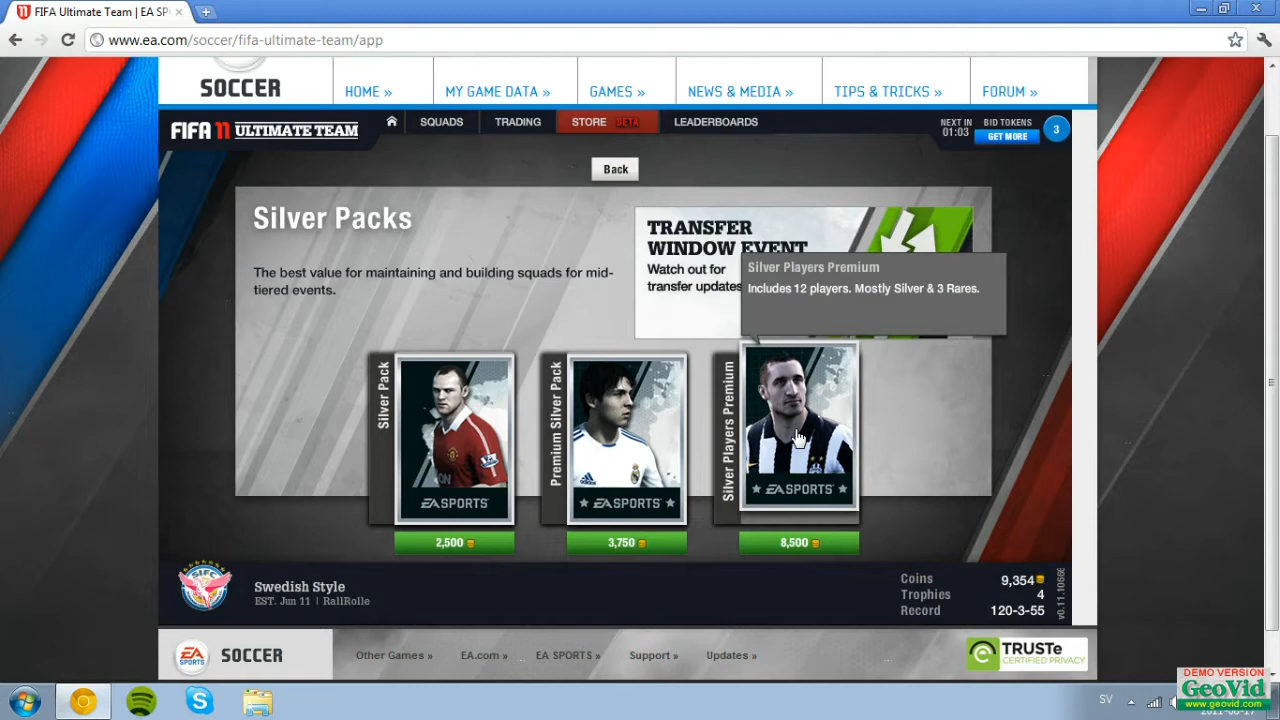 FIFA Ultimate Team | EA SP
www.ea.com/soccer/fifa-ultimate-team/app
SOCCER
HOME »
MY GAME DATA »
GAMES »
NEWS & MEDIA »
TIPS & TRICKS »
FORUM »
FIFA 11 ULTIMATE TEAM
SQUADS
TRADING
STORE BETA
LEADERBOARDS
NEXT IN
01:03
BID TOKENS
GET MORE
3
Back
Silver Packs
The best value for maintaining and building squads for mid-
tiered events.
TRANSFER
WINDOW EVENT
Watch out for
transfer updates
Silver Players Premium
Includes 12 players. Mostly Silver & 3 Rares.
Silver Pack
EA SPORTS
2,500
Premium Silver Pack
EA SPORTS
3,750
Silver Players Premium
EA SPORTS
8,500
Swedish Style
EST. Jun 11 | RallRolle
Coins 9,354
Trophies 4
Record 120-3-55
v0.11.10666
EA SPORTS
SOCCER
Other Games »
EA.com »
EA SPORTS »
Support »
Updates »
TRUSTe
CERTIFIED PRIVACY
SV
DEMO VERSION
GeoVid
www.geovid.com